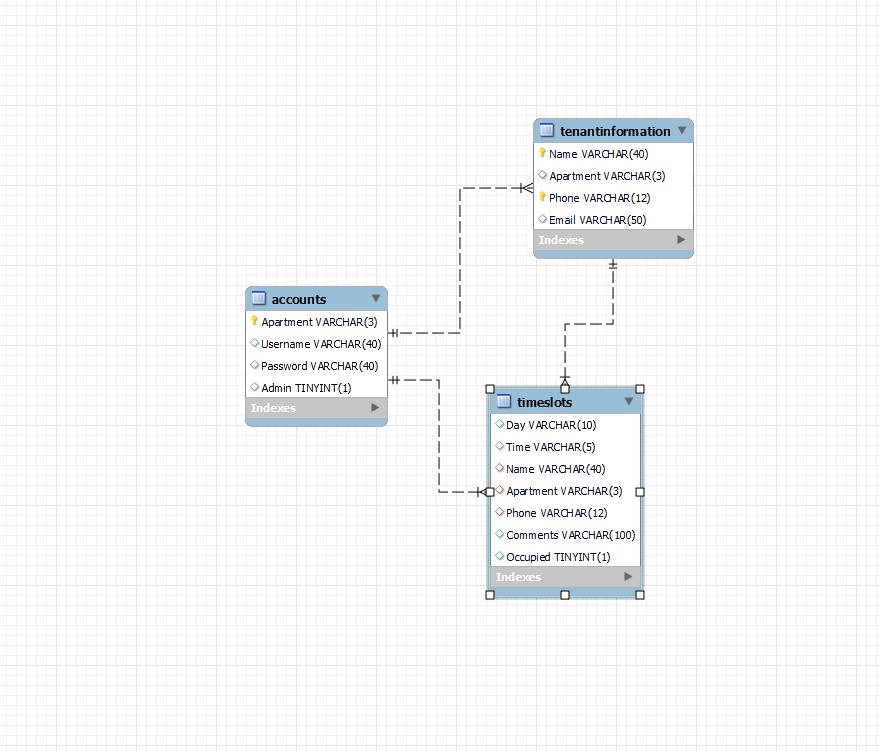 tenantinformation
Name VARCHAR(40)
Apartment VARCHAR(3)
Phone VARCHAR(12)
Email VARCHAR(50)
Indexes
accounts
Apartment VARCHAR(3)
Username VARCHAR(40)
Password VARCHAR(40)
Admin TINYINT(1)
Indexes
timeslots
Day VARCHAR(10)
Time VARCHAR(5)
Name VARCHAR(40)
Apartment VARCHAR(3)
Phone VARCHAR(12)
Comments VARCHAR(100)
Occupied TINYINT(1)
Indexes